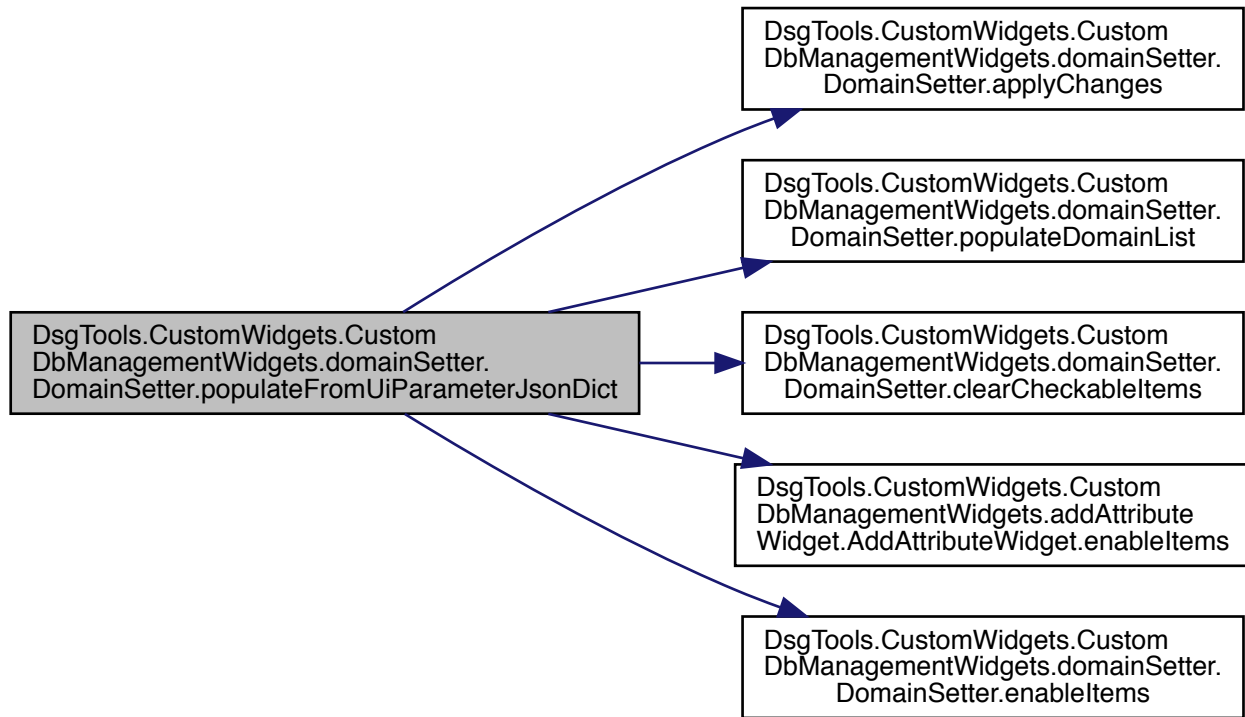 DsgTools.CustomWidgets.Custom
DbManagementWidgets.domainSetter.
DomainSetter.applyChanges
DsgTools.CustomWidgets.Custom
DbManagementWidgets.domainSetter.
DomainSetter.populateDomainList
DsgTools.CustomWidgets.Custom
DbManagementWidgets.domainSetter.
DomainSetter.populateFromUiParameterJsonDict
DsgTools.CustomWidgets.Custom
DbManagementWidgets.domainSetter.
DomainSetter.clearCheckableItems
DsgTools.CustomWidgets.Custom
DbManagementWidgets.addAttribute
Widget.AddAttributeWidget.enableItems
DsgTools.CustomWidgets.Custom
DbManagementWidgets.domainSetter.
DomainSetter.enableItems